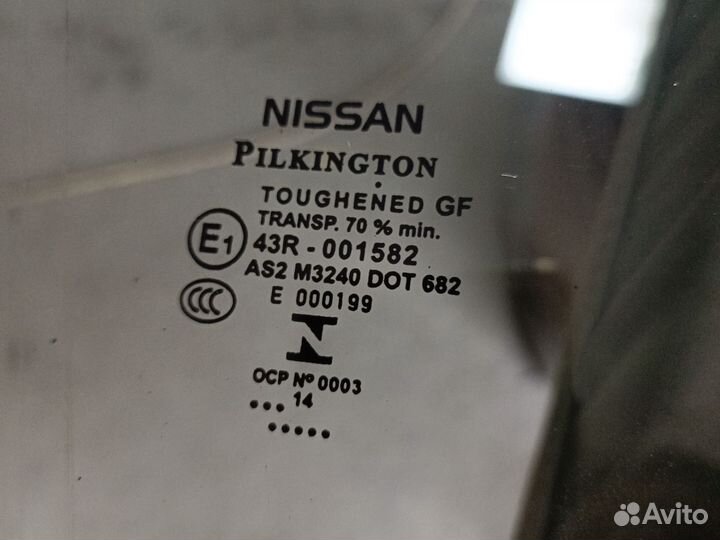 NISSAN
PILKINGTON
TOUGHENED GF
TRANSP. 70 % min.
E1 43R - 001582
AS2 M3240 DOT 682
CCC E 000199
N
OCP Nº 0003
... 14
.....
Avito